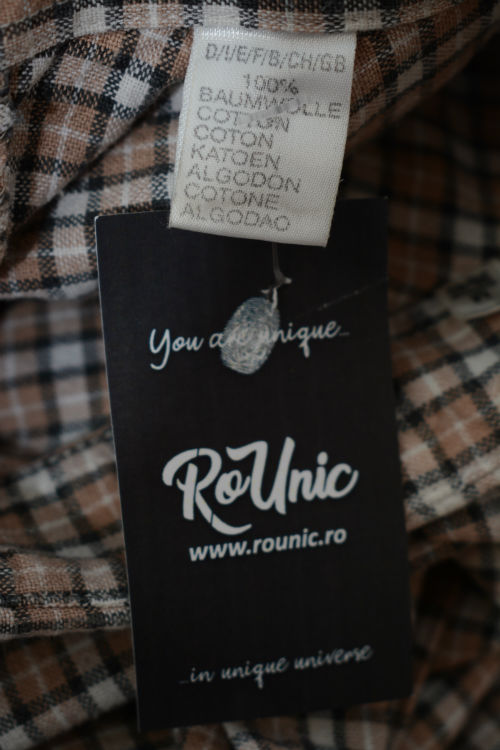 D/I/E/F/B/CH/GB
100%
BAUMWOLLE
COTTON
COTON
KATOEN
ALGODON
COTONE
ALGODAO
You are unique...
RoUnic
www.rounic.ro
...in unique universe